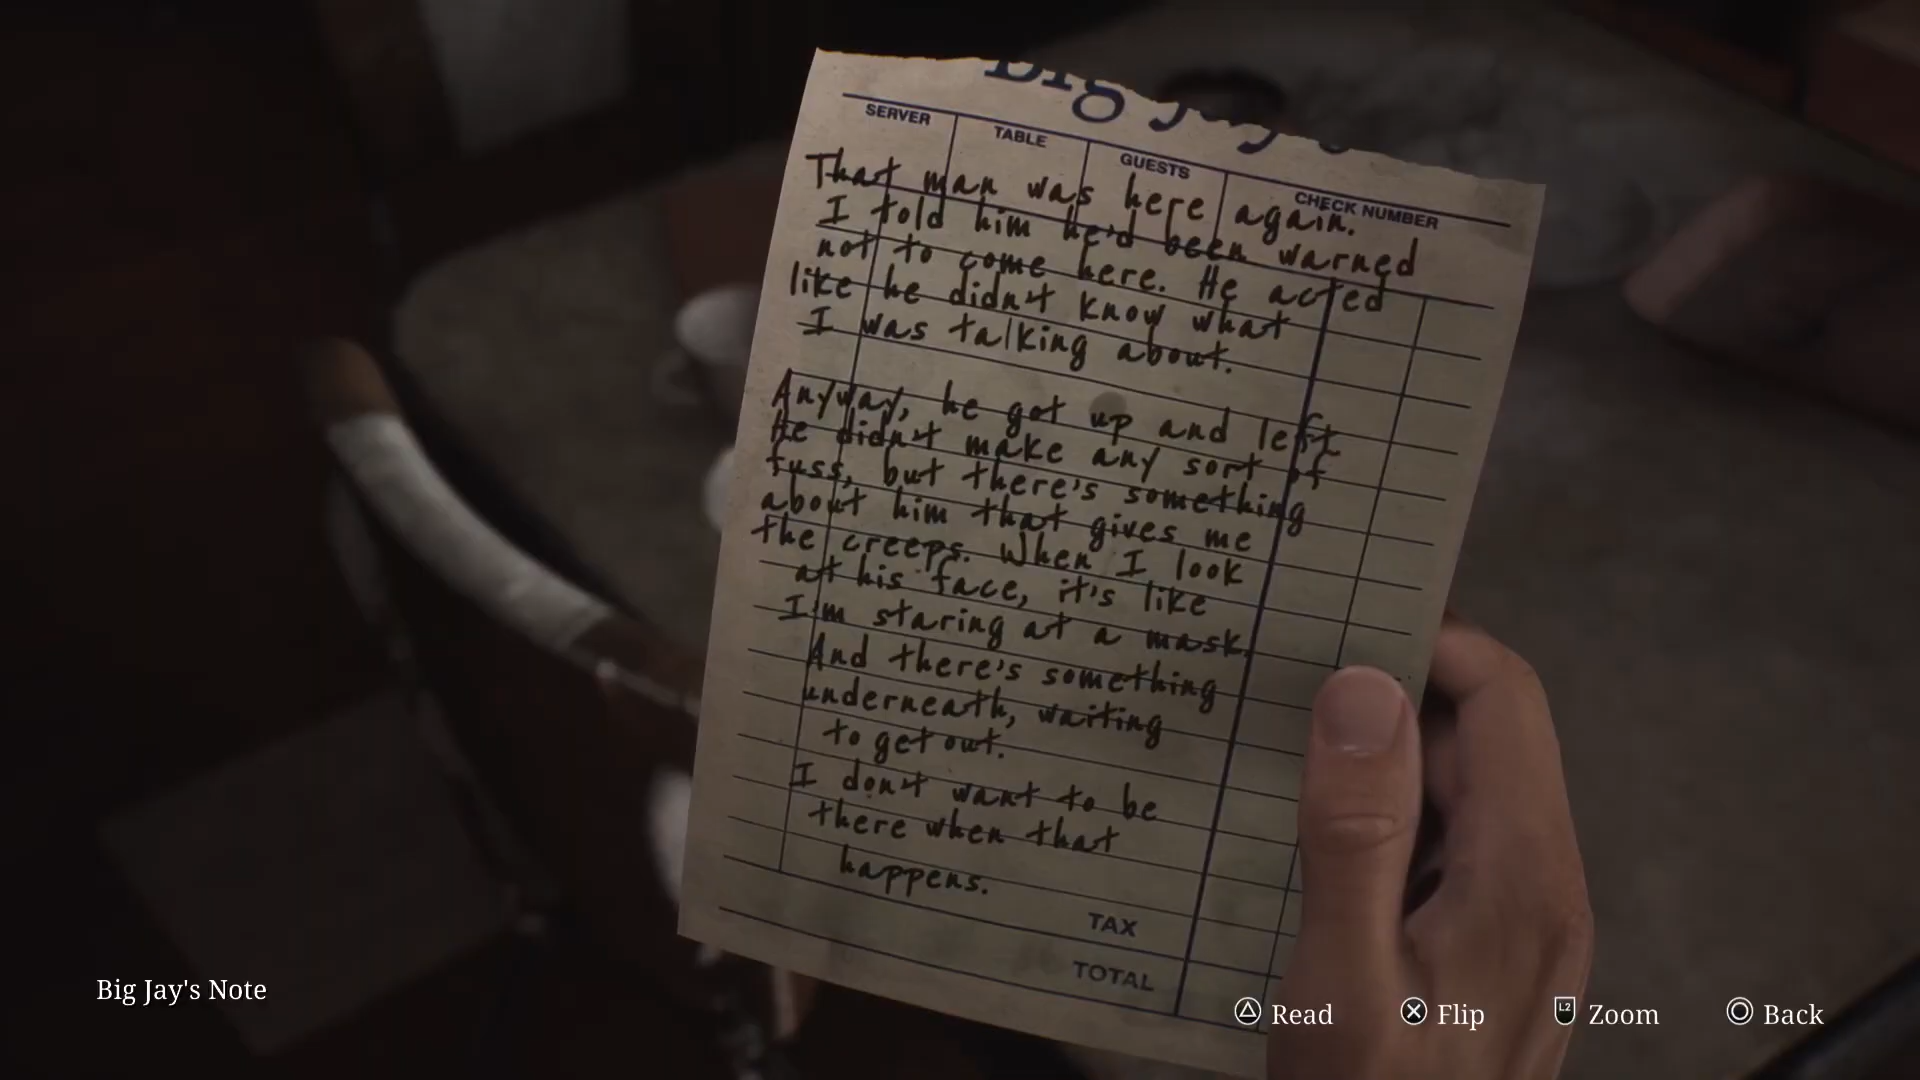 Big Jay's
SERVER TABLE GUESTS CHECK NUMBER
That man was here again.
I told him he'd been warned
not to come here. He acted
like he didn't know what
I was talking about.
Anyway, he got up and left
He didn't make any sort of
fuss, but there's something
about him that gives me
the creeps. When I look
at his face, it's like
I'm staring at a mask.
And there's something
underneath, waiting
to get out.
I don't want to be
there when that
happens.
TAX
TOTAL
Big Jay's Note
Read Flip L2 Zoom Back